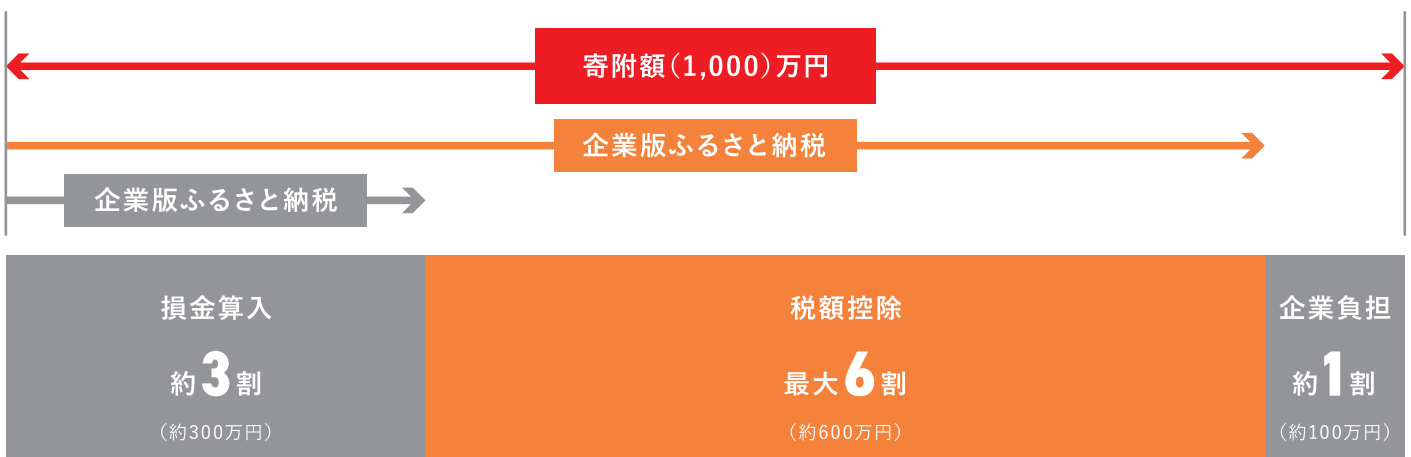 寄附額（1,000）万円
企業版ふるさと納税
企業版ふるさと納税
損金算入
約3割
（約300万円）
税額控除
最大6割
（約600万円）
企業負担
約1割
（約100万円）